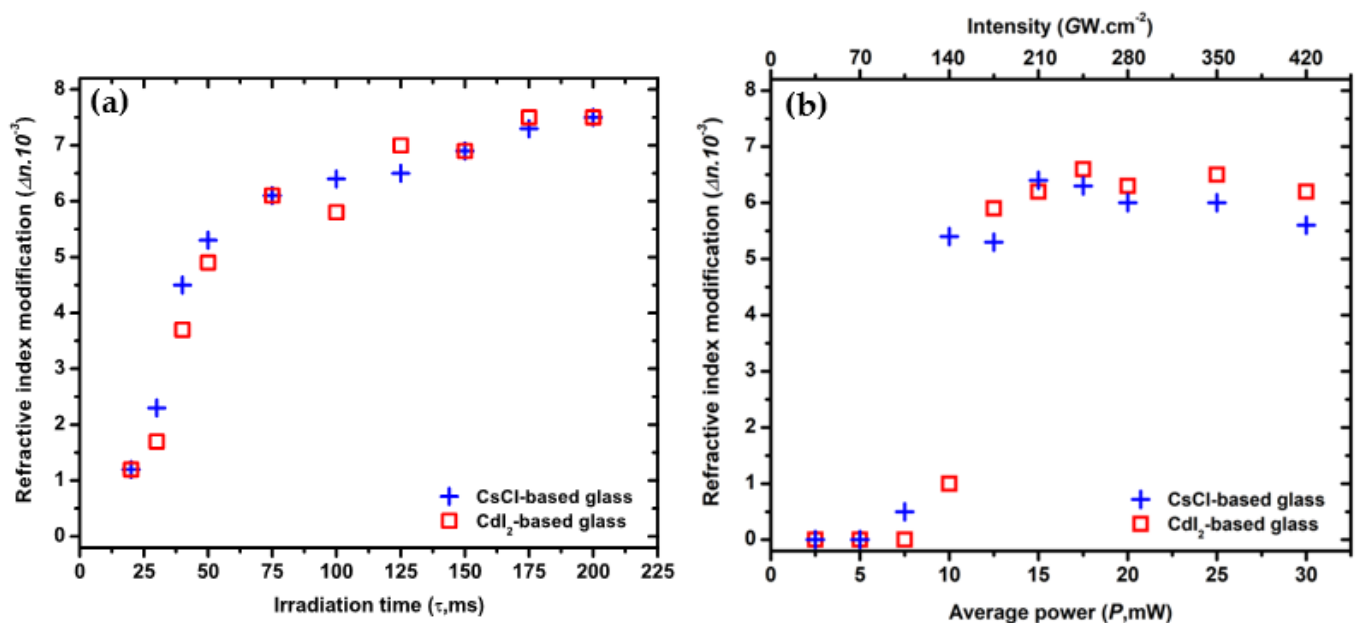 (a)
Refractive index modification (Δn.10⁻³)
8
7
6
5
4
3
2
1
0
CsCl-based glass
CdI₂-based glass
0 25 50 75 100 125 150 175 200 225
Irradiation time (τ,ms)
Intensity (GW.cm⁻²)
0 70 140 210 280 350 420
(b)
Refractive index modification (Δn.10⁻³)
8
7
6
5
4
3
2
1
0
CsCl-based glass
CdI₂-based glass
0 5 10 15 20 25 30
Average power (P,mW)